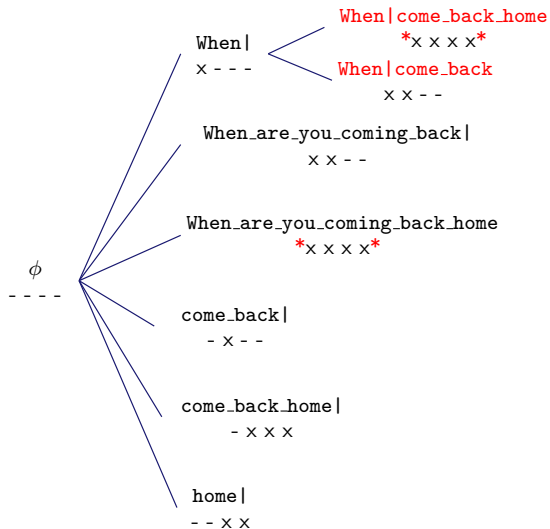 When|come_back_home
*x x x x*
When|
x - - -
When|come_back
x x - -
When_are_you_coming_back|
x x - -
When_are_you_coming_back_home
*x x x x*
ϕ
- - - -
come_back|
- x - -
come_back_home|
- x x x
home|
- - x x